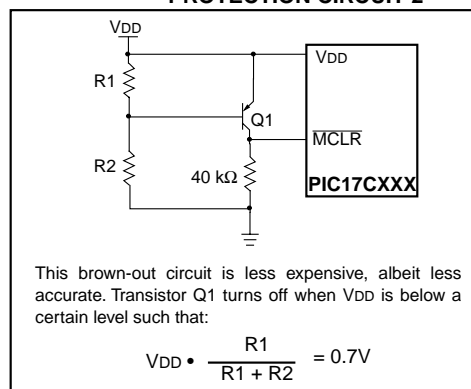 PROTECTION CIRCUIT 2
VDD
R1
R2
Q1
40 kΩ
VDD
MCLR
PIC17CXXX
This brown-out circuit is less expensive, albeit less
accurate. Transistor Q1 turns off when VDD is below a
certain level such that:
VDD • R1 / R1 + R2 = 0.7V